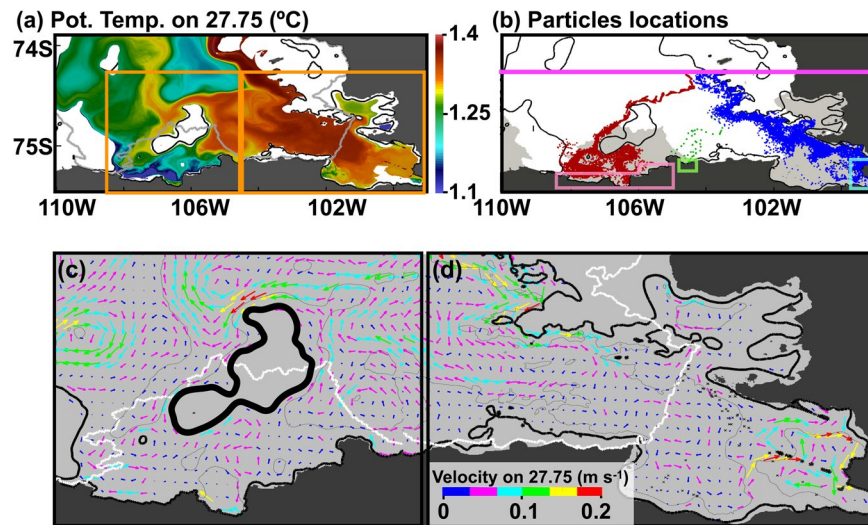 (a) Pot. Temp. on 27.75 (ºC)
(b) Particles locations
74S
75S
1.4
1.25
1.1
110W
106W
102W
110W
106W
102W
(c)
(d)
Velocity on 27.75 (m s⁻¹)
0
0.1
0.2